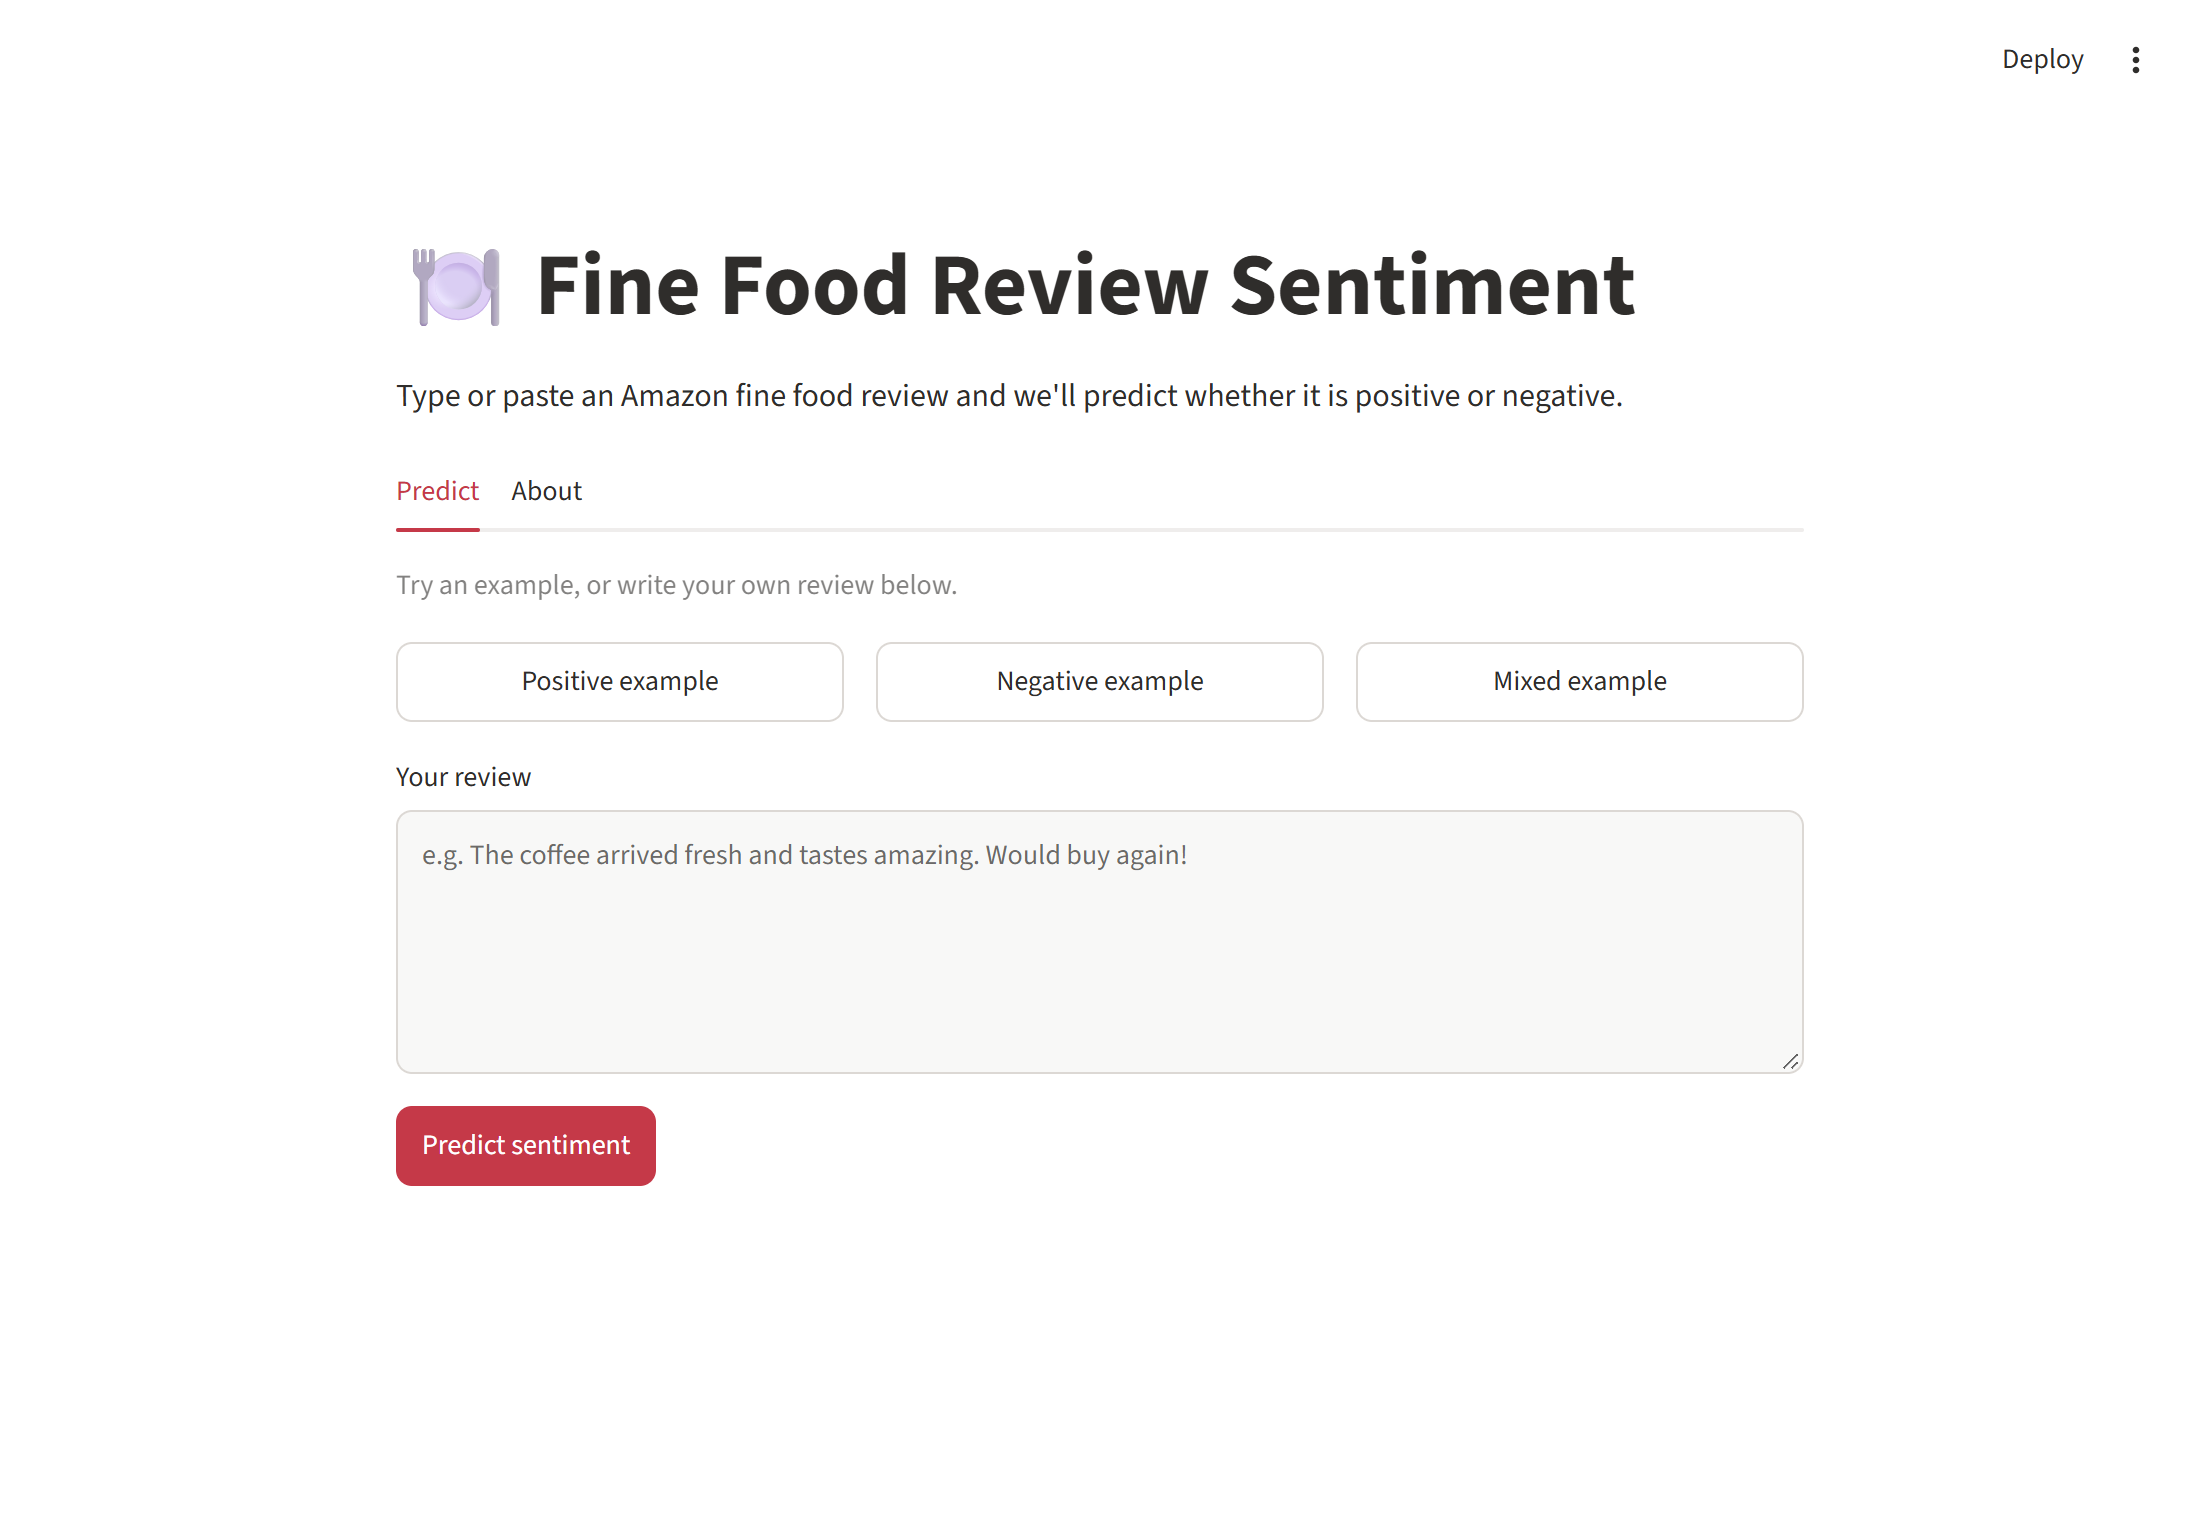 Deploy
Fine Food Review Sentiment
Type or paste an Amazon fine food review and we'll predict whether it is positive or negative.
Predict About
Try an example, or write your own review below.
Positive example Negative example Mixed example
Your review
e.g. The coffee arrived fresh and tastes amazing. Would buy again!
Predict sentiment